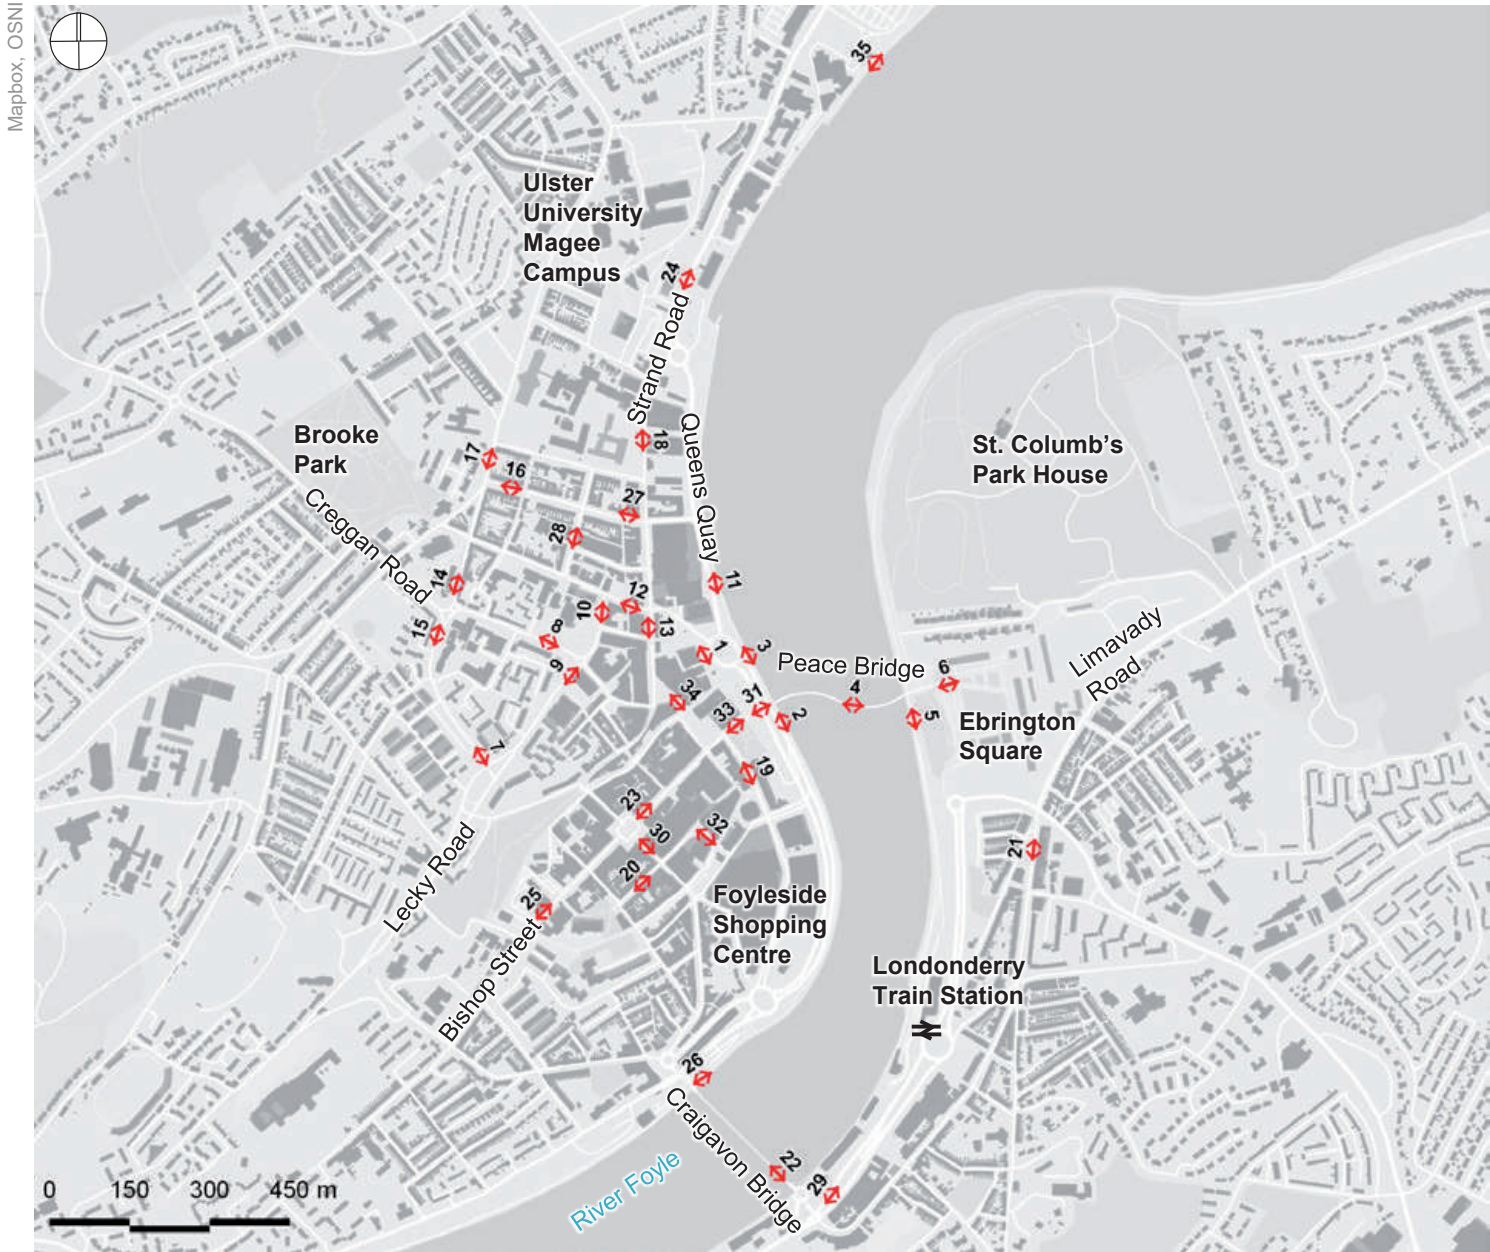 Mapbox, OSNI
35
Ulster
University
Magee
Campus
24
Strand Road
Queens Quay
18
Brooke
Park
17
16
27
28
St. Columb's
Park House
Creggan Road
14
15
10
12
13
11
8
9
1
3
Peace Bridge
6
Limavady
Road
4
5
31
2
33
34
Ebrington
Square
7
19
23
30
32
20
21
Lecky Road
25
Bishop Street
Foyleside
Shopping
Centre
Londonderry
Train Station
26
Craigavon Bridge
22
29
River Foyle
0 150 300 450 m